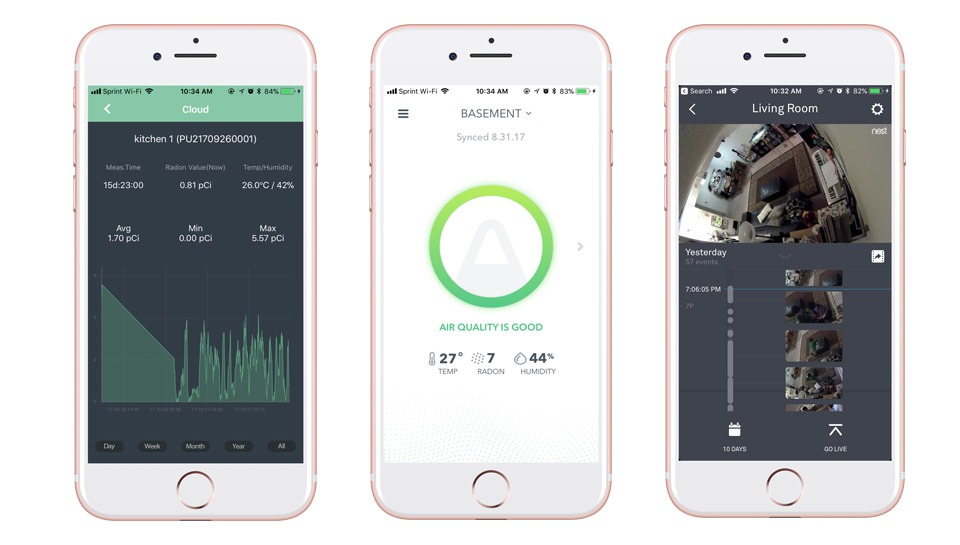 Sprint Wi-Fi 10:34 AM 84%
Cloud
kitchen 1 (PU21709260001)
Meas.Time Radon Value(Now) Temp/Humidity
15d:23:00 0.81 pCi 26.0°C / 42%
Avg Min Max
1.70 pCi 0.00 pCi 5.57 pCi
Day Week Month Year All
Sprint Wi-Fi 10:34 AM 83%
BASEMENT
Synced 8.31.17
AIR QUALITY IS GOOD
27° 7 44%
TEMP RADON HUMIDITY
Search 10:32 AM 82%
Living Room
nest
Yesterday
57 events
7:06:05 PM
7P
10 DAYS GO LIVE